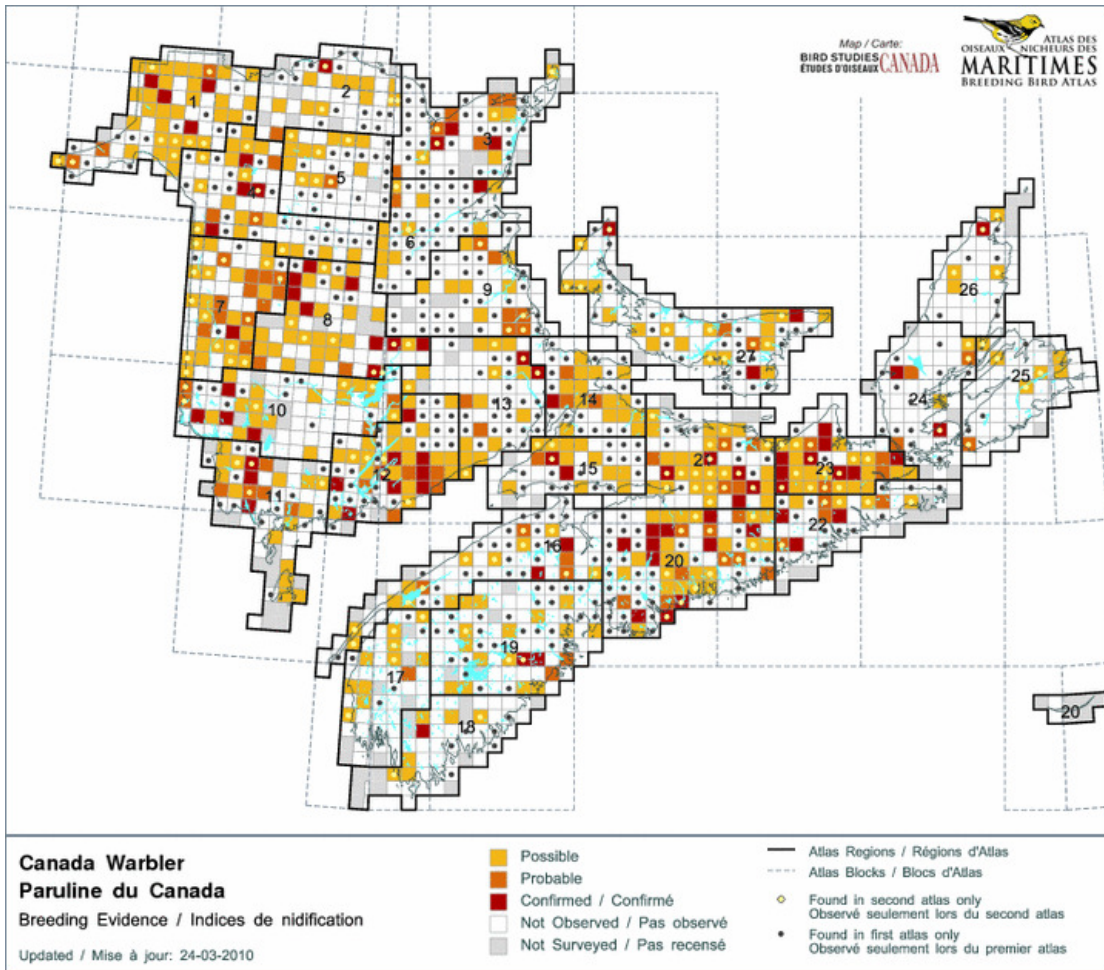 Map / Carte:
BIRD STUDIES
ÉTUDES D'OISEAUX CANADA
ATLAS DES
OISEAUX NICHEURS DES
MARITIMES
BREEDING BIRD ATLAS
1
2
3
4
5
6
7
8
9
10
11
12
13
14
15
16
17
18
19
20
21
22
23
24
25
26
27
20
Canada Warbler
Paruline du Canada
Breeding Evidence / Indices de nidification
Updated / Mise à jour: 24-03-2010
Possible
Probable
Confirmed / Confirmé
Not Observed / Pas observé
Not Surveyed / Pas recensé
Atlas Regions / Régions d'Atlas
Atlas Blocks / Blocs d'Atlas
Found in second atlas only
Observé seulement lors du second atlas
Found in first atlas only
Observé seulement lors du premier atlas